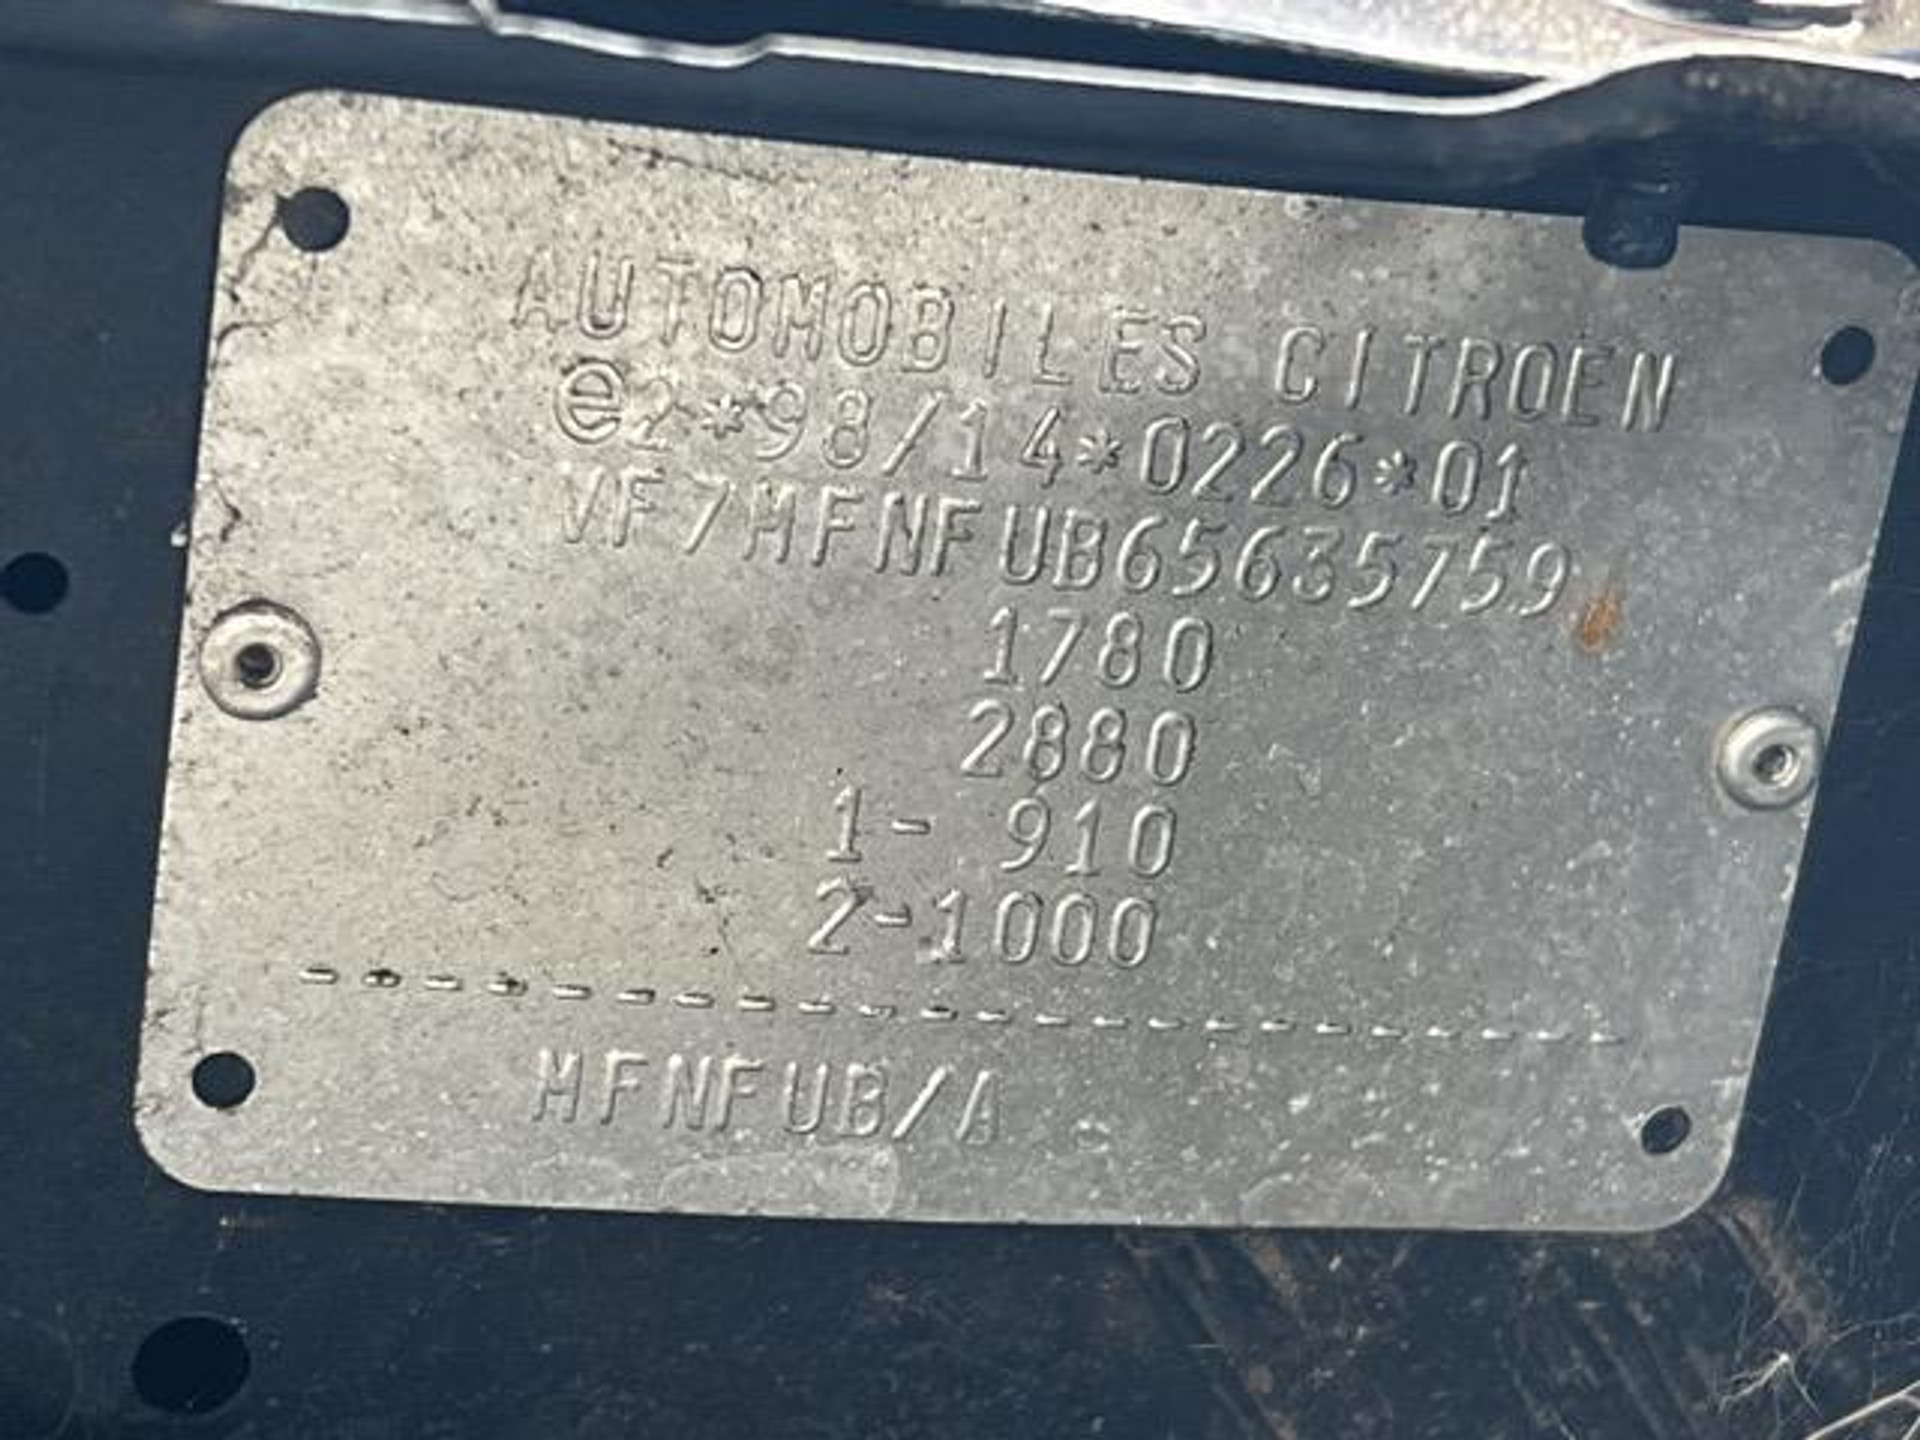 AUTOMOBILES CITROEN
e2*98/14*0226*01
VF7MFNFUB65635759
1780
2880
1- 910
2-1000
--------------------
MFNFUB/A